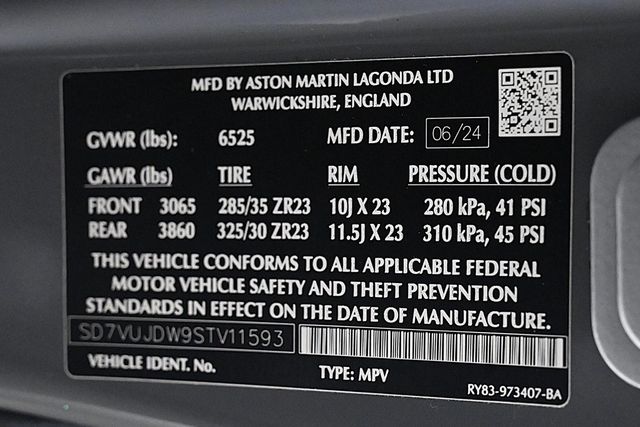 MFD BY ASTON MARTIN LAGONDA LTD
WARWICKSHIRE, ENGLAND
GVWR (lbs): 6525 MFD DATE: 06/24
GAWR (lbs) TIRE RIM PRESSURE (COLD)
FRONT 3065 285/35 ZR23 10J X 23 280 kPa, 41 PSI
REAR 3860 325/30 ZR23 11.5J X 23 310 kPa, 45 PSI
THIS VEHICLE CONFORMS TO ALL APPLICABLE FEDERAL
MOTOR VEHICLE SAFETY AND THEFT PREVENTION
STANDARDS IN EFFECT ON THE DATE OF MANUFACTURE.
SD7VUJDW9STV11593
VEHICLE IDENT. No. TYPE: MPV RY83-973407-BA